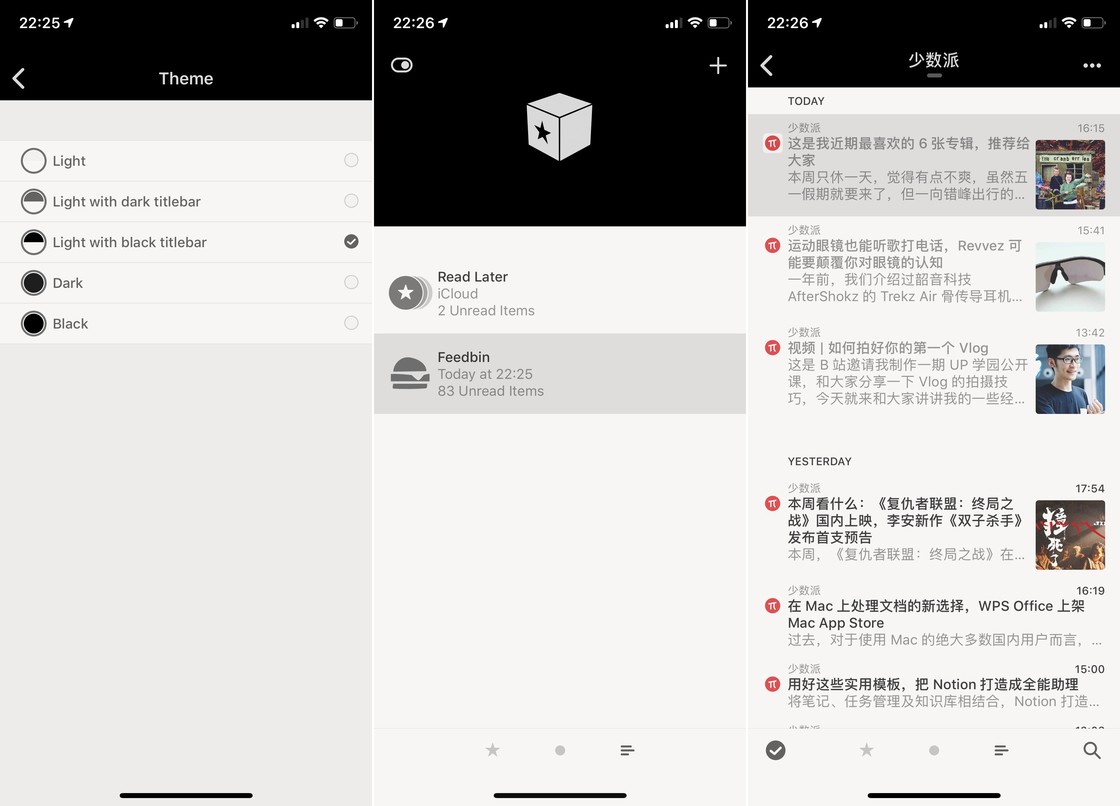 22:25
Theme
Light
Light with dark titlebar
Light with black titlebar
Dark
Black
22:26
Read Later
iCloud
2 Unread Items
Feedbin
Today at 22:25
83 Unread Items
22:26
少数派
TODAY
少数派 16:15
这是我近期最喜欢的 6 张专辑，推荐给
大家
本周只休一天，觉得有点不爽，虽然五
一假期就要来了，但一向错峰出行的...
少数派 15:41
运动眼镜也能听歌打电话，Revvez 可
能要颠覆你对眼镜的认知
一年前，我们介绍过韶音科技
AfterShokz 的 Trekz Air 骨传导耳机...
少数派 13:42
视频 | 如何拍好你的第一个 Vlog
这是 B 站邀请我制作一期 UP 学园公开
课，和大家分享一下 Vlog 的拍摄技
巧，今天就来和大家讲讲我的一些经...
YESTERDAY
少数派 17:54
本周看什么：《复仇者联盟：终局之
战》国内上映，李安新作《双子杀手》
发布首支预告
本周，《复仇者联盟：终局之战》在...
少数派 16:19
在 Mac 上处理文档的新选择，WPS Office 上架
Mac App Store
过去，对于使用 Mac 的绝大多数国内用户而言，...
少数派 15:00
用好这些实用模板，把 Notion 打造成全能助理
将笔记、任务管理及知识库相结合，Notion 打造...